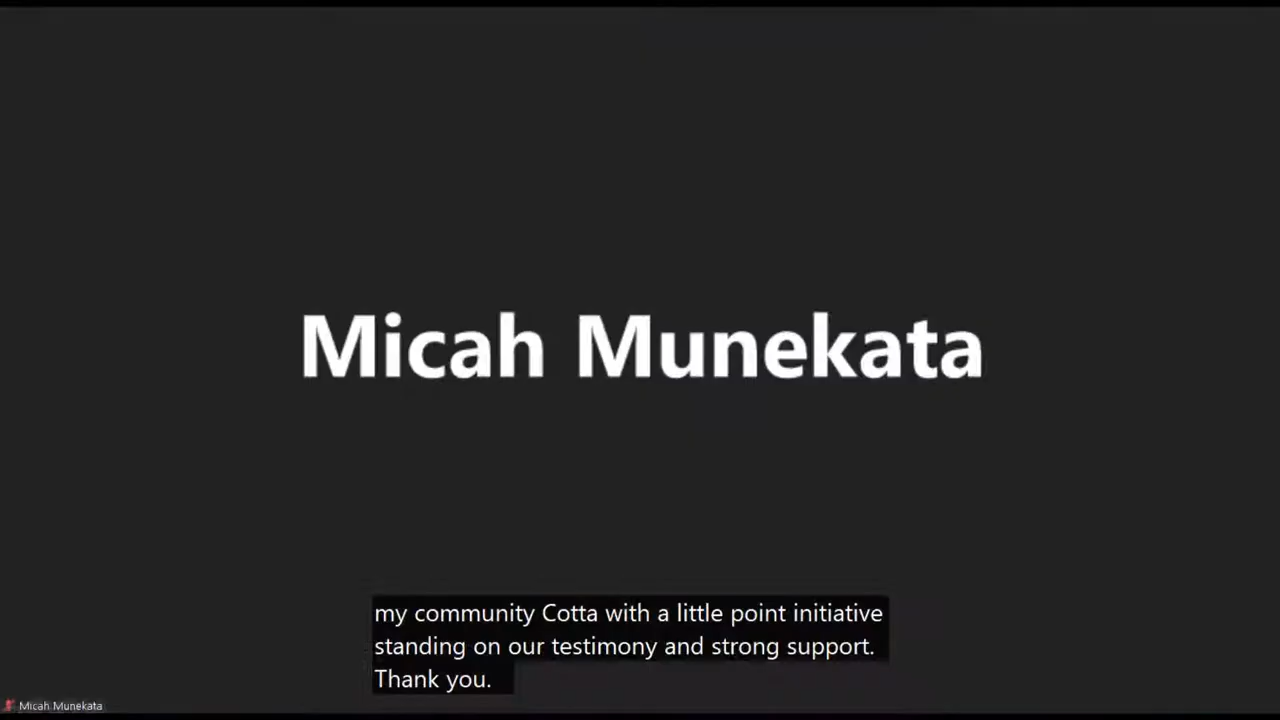 Micah Munekata
my community Cotta with a little point initiative
standing on our testimony and strong support.
Thank you.
Micah Munekata